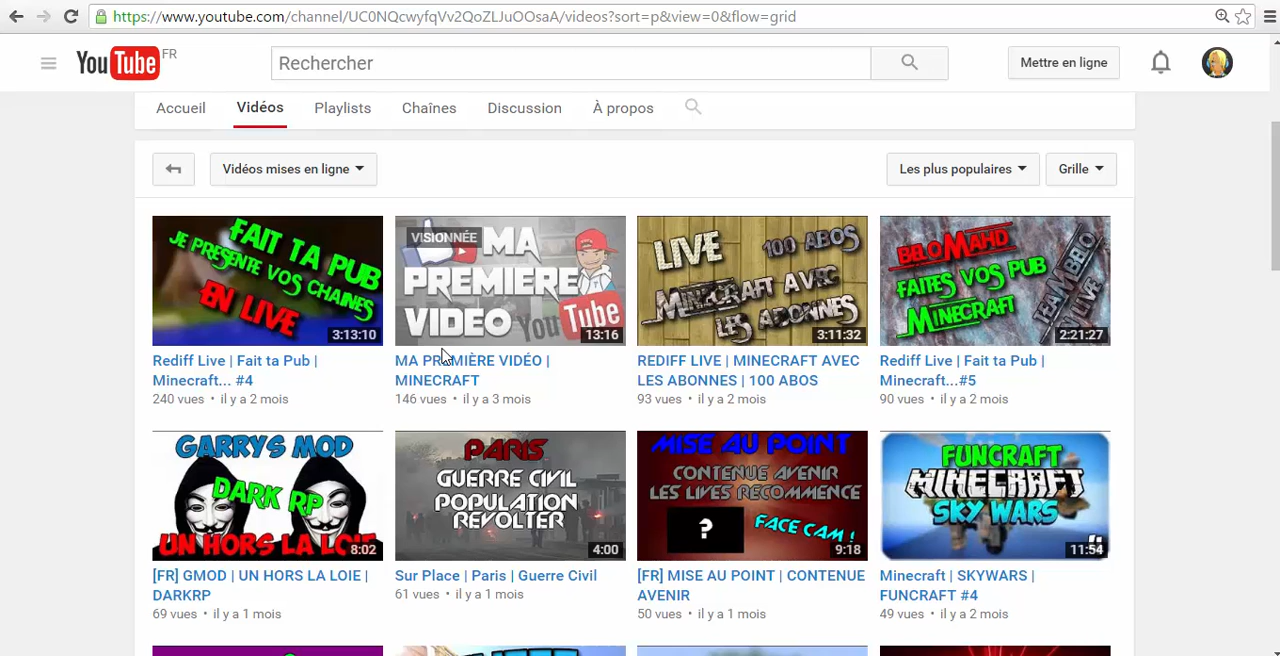 https://www.youtube.com/channel/UC0NQcwyfqVv2QoZLJuOOsaA/videos?sort=p&view=0&flow=grid
YouTube FR
Rechercher
Mettre en ligne
Accueil Vidéos Playlists Chaînes Discussion À propos
Vidéos mises en ligne
Les plus populaires
Grille
FAIT TA PUB
JE PRESENTE VOS CHAINES
EN LIVE
3:13:10
VISIONNÉE
MA
PREMIERE
VIDEO
YouTube
13:16
LIVE
100 ABOS
MINECRAFT AVEC
LES ABONNES
3:11:32
BELOMAHD
FAITES VOS PUB
MINECRAFT
TEAM BELLO
EN LIVE
2:21:27
Rediff Live | Fait ta Pub |
Minecraft... #4
240 vues • il y a 2 mois
MA PREMIÈRE VIDÉO |
MINECRAFT
146 vues • il y a 3 mois
REDIFF LIVE | MINECRAFT AVEC
LES ABONNES | 100 ABOS
93 vues • il y a 2 mois
Rediff Live | Fait ta Pub |
Minecraft...#5
90 vues • il y a 2 mois
GARRYS MOD
DARK RP
UN HORS LA LOIE
8:02
PARIS
GUERRE CIVIL
POPULATION
REVOLTER
4:00
MISE AU POINT
CONTENUE AVENIR
LES LIVES RECOMMENCE
?
FACE CAM !
9:18
FUNCRAFT
MINECRAFT
SKY WARS
11:54
[FR] GMOD | UN HORS LA LOIE |
DARKRP
69 vues • il y a 1 mois
Sur Place | Paris | Guerre Civil
61 vues • il y a 1 mois
[FR] MISE AU POINT | CONTENUE
AVENIR
50 vues • il y a 1 mois
Minecraft | SKYWARS |
FUNCRAFT #4
49 vues • il y a 2 mois